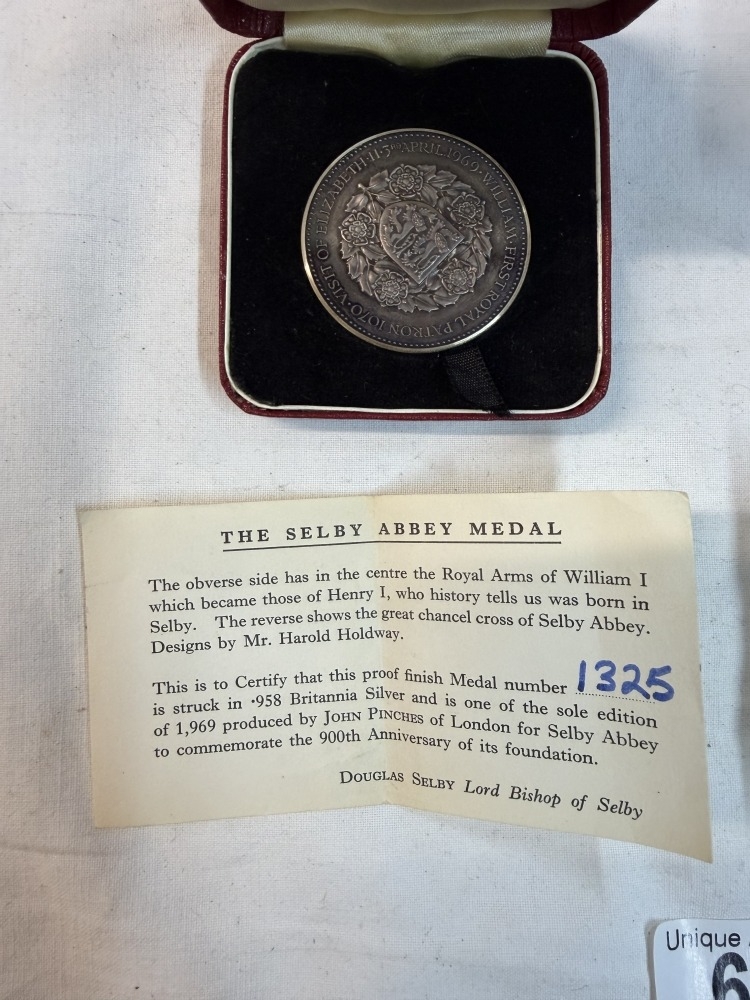 VISIT OF ELIZABETH·II·3RD APRIL 1969·WILLIAM·FIRST ROYAL PATRON 1070·
THE SELBY ABBEY MEDAL
The obverse side has in the centre the Royal Arms of William I
which became those of Henry I, who history tells us was born in
Selby. The reverse shows the great chancel cross of Selby Abbey.
Designs by Mr. Harold Holdway.
This is to Certify that this proof finish Medal number 1325
is struck in ·958 Britannia Silver and is one of the sole edition
of 1,969 produced by JOHN PINCHES of London for Selby Abbey
to commemorate the 900th Anniversary of its foundation.
DOUGLAS SELBY Lord Bishop of Selby
Unique
6